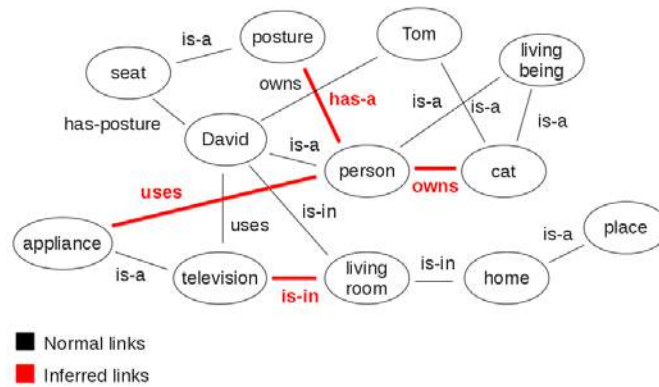 is-a
posture
Tom
living
being
seat
owns
has-a
is-a
is-a
is-a
has-posture
David
is-a
person
owns
cat
uses
appliance
uses
is-in
is-a
television
is-in
living
room
is-in
home
is-a
place
Normal links
Inferred links